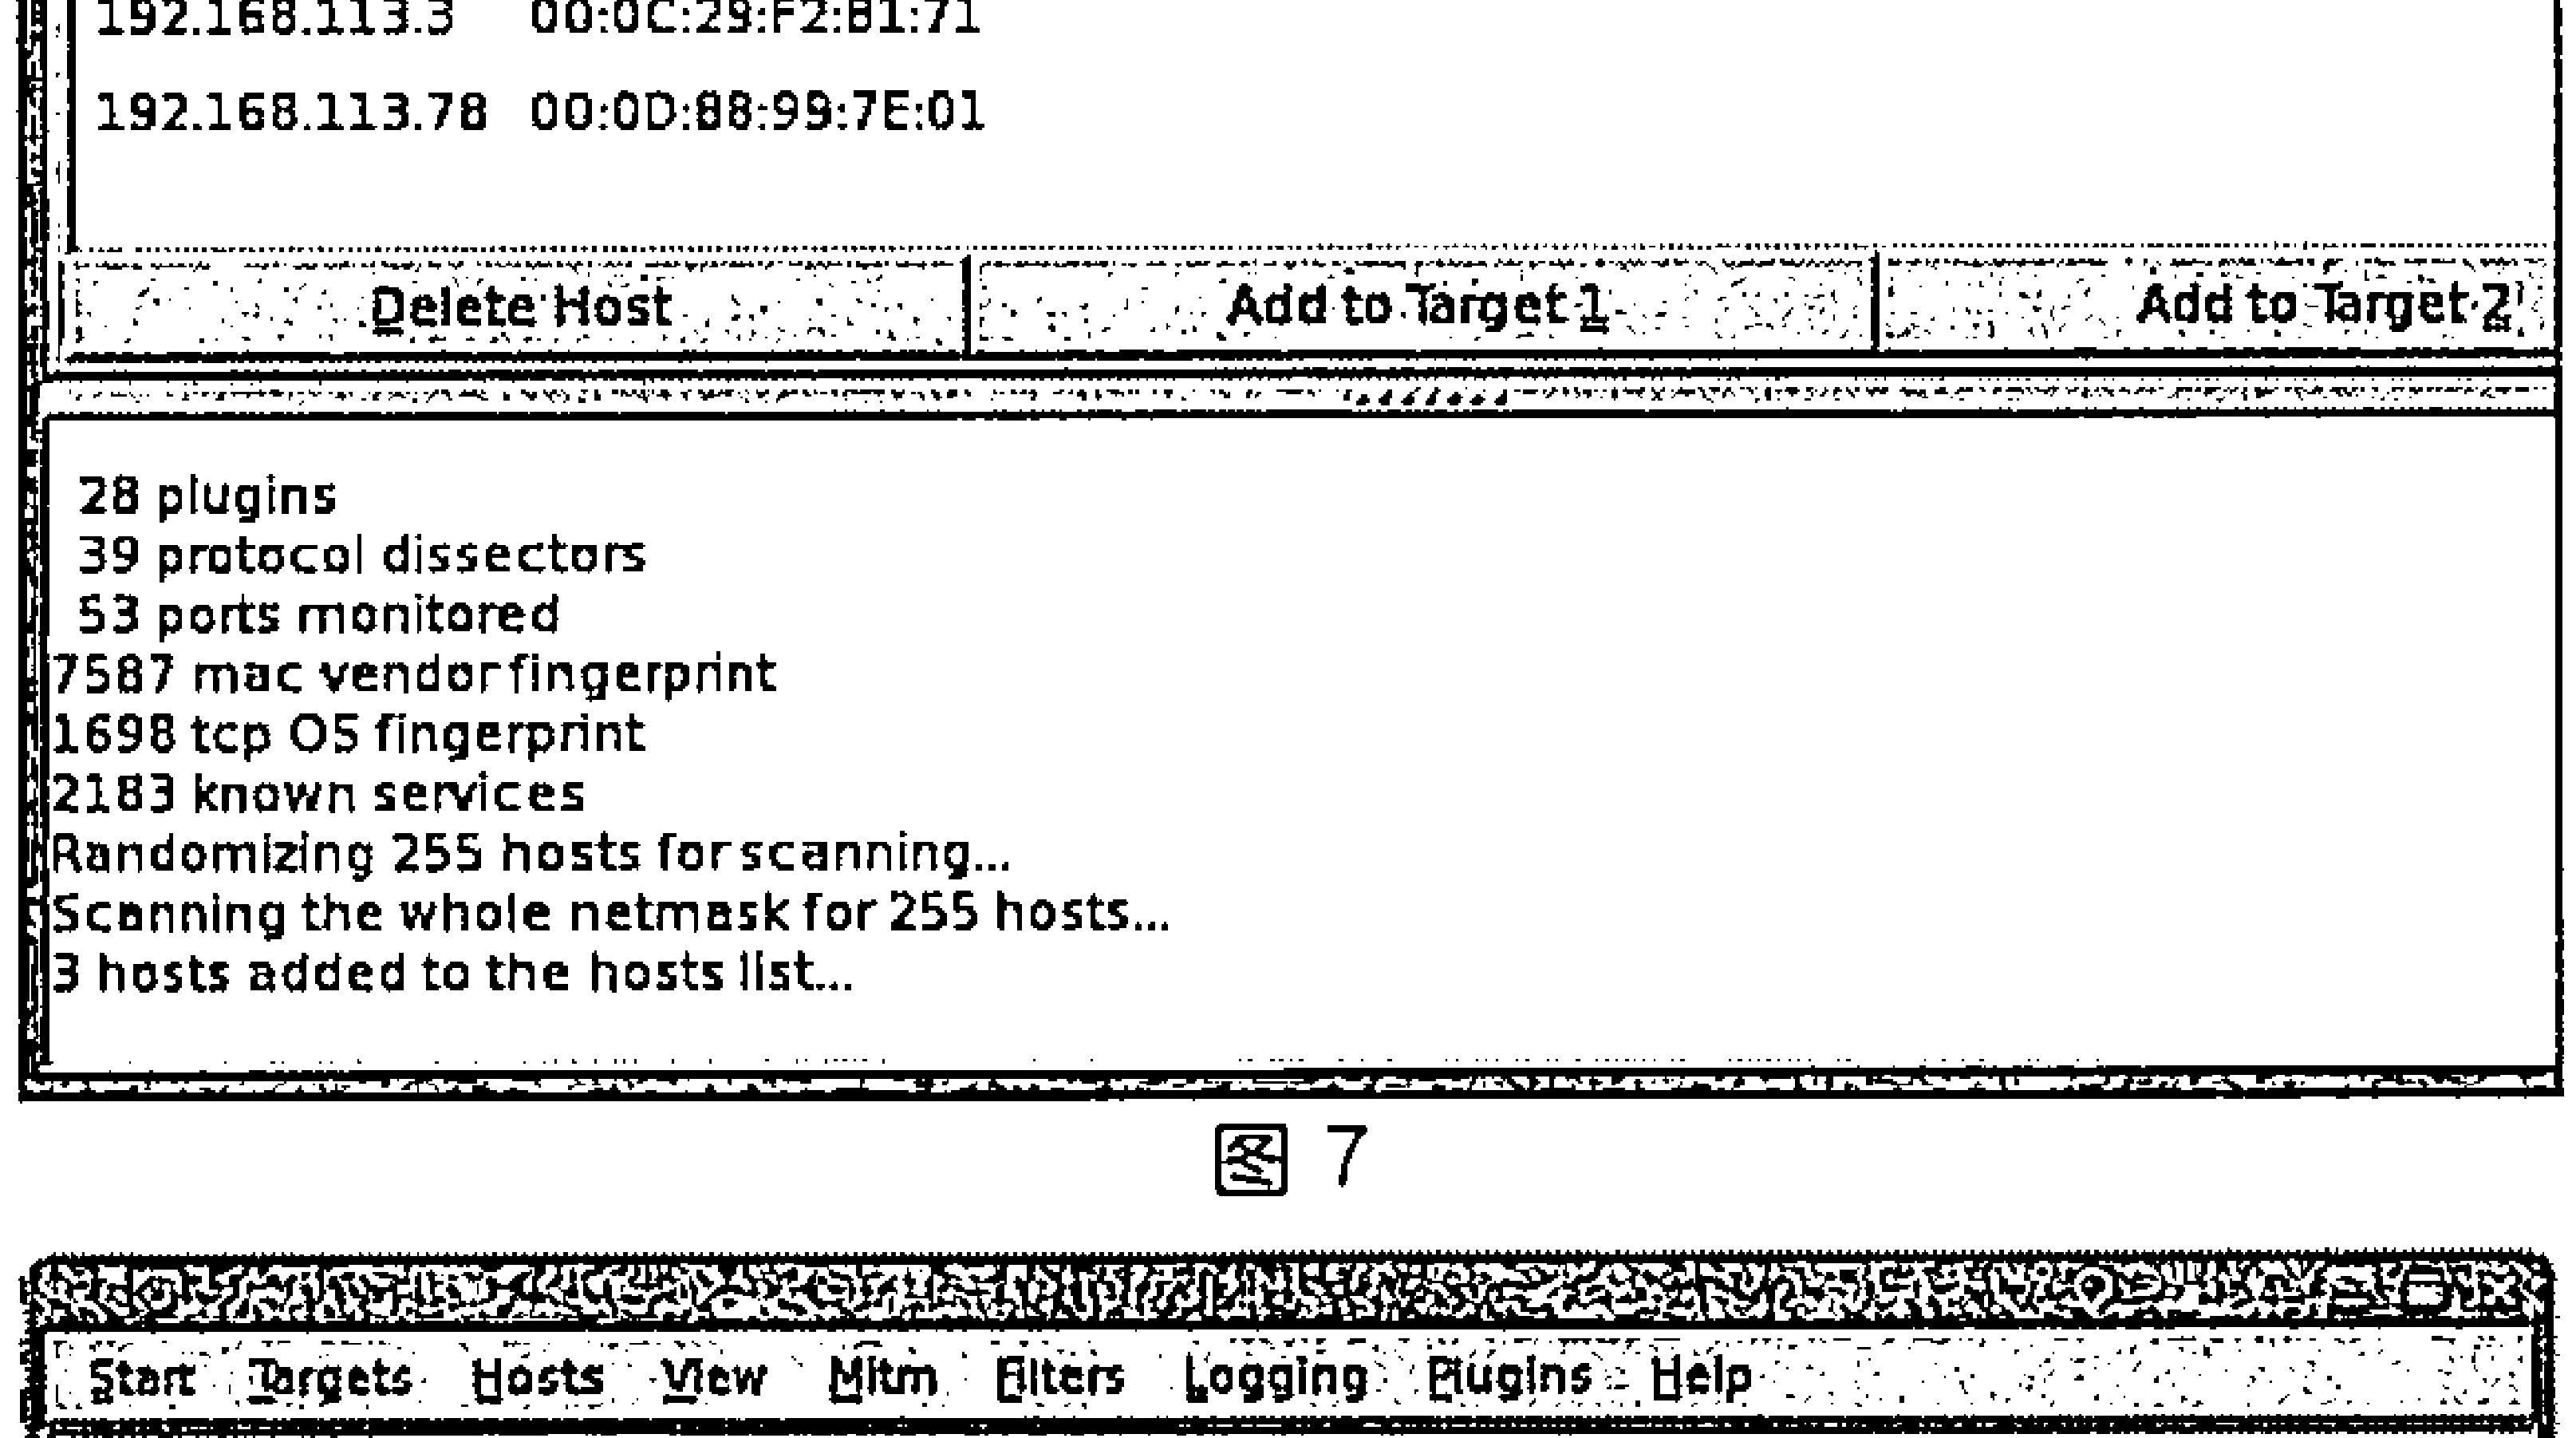 192.168.113.3 00:0C:29:F2:B1:71
192.168.113.78 00:0D:88:99:7E:01
Delete Host Add to Target 1 Add to Target 2
28 plugins
39 protocol dissectors
53 ports monitored
7587 mac vendor fingerprint
1698 tcp OS fingerprint
2183 known services
Randomizing 255 hosts for scanning...
Scanning the whole netmask for 255 hosts...
3 hosts added to the hosts list...
图 7
Start Targets Hosts View Mitm Filters Logging Plugins Help